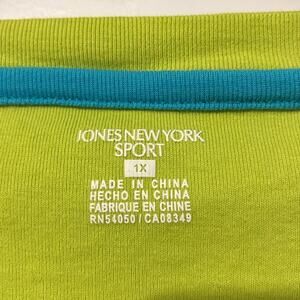 JONES NEW YORK
SPORT
1X
MADE IN CHINA
HECHO EN CHINA
FABRIQUE EN CHINE
RN54050 / CA08349